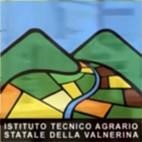 ISTITUTO TECNICO AGRARIO
STATALE DELLA VALNERINA